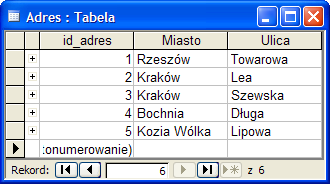 Adres : Tabela
id_adres Miasto Ulica
+ 1 Rzeszów Towarowa
+ 2 Kraków Lea
+ 3 Kraków Szewska
+ 4 Bochnia Długa
+ 5 Kozia Wólka Lipowa
:onumerowanie)
Rekord: 6 z 6